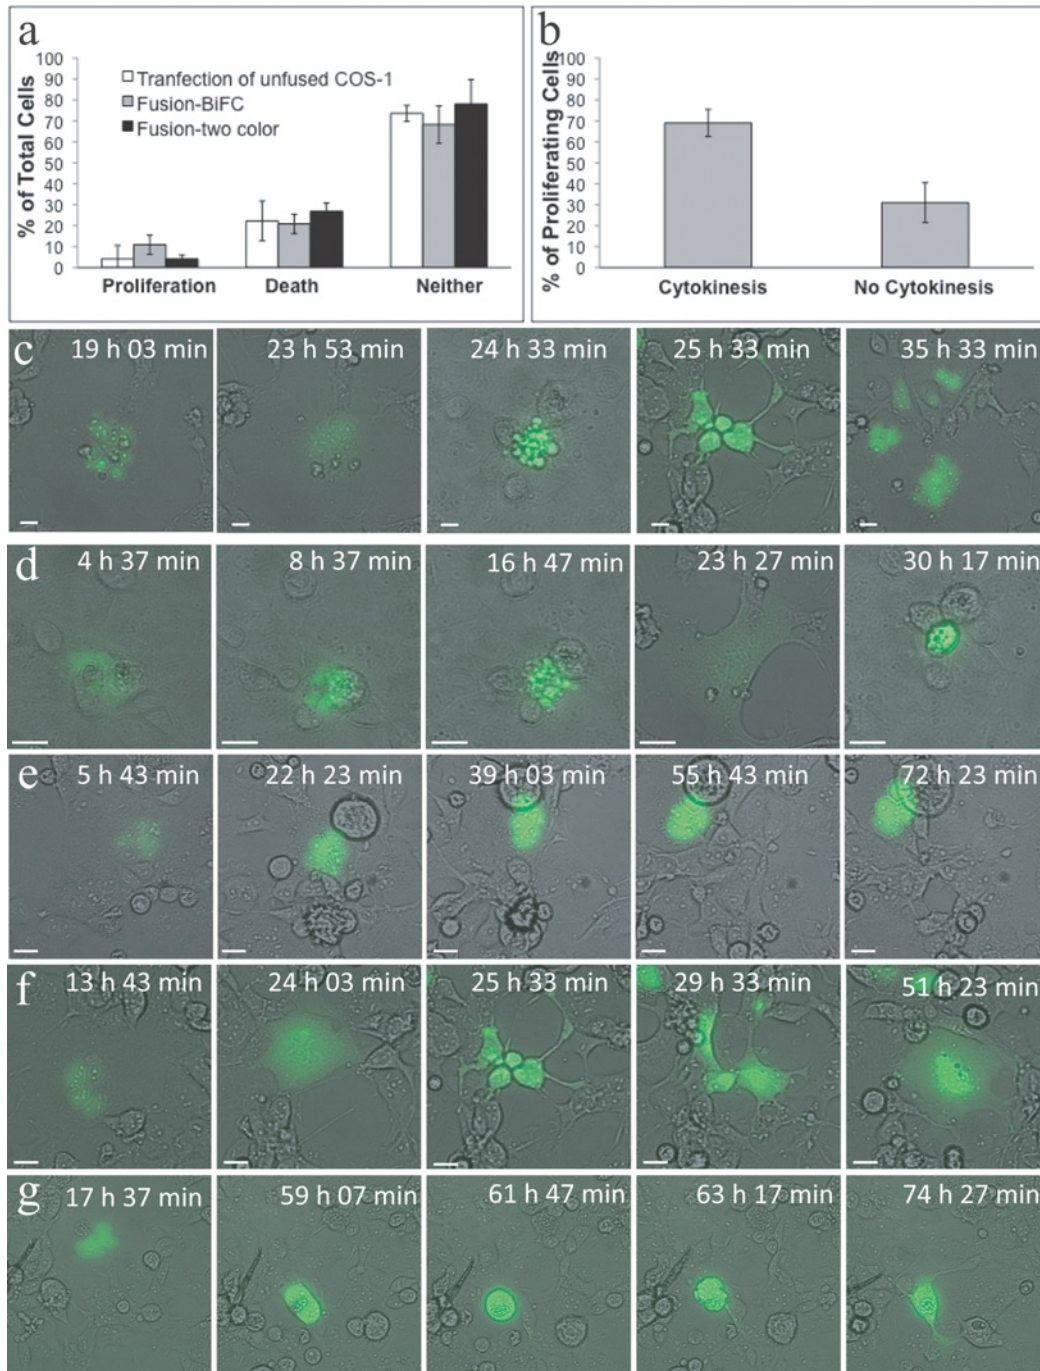 a
% of Total Cells
100
90
80
70
60
50
40
30
20
10
0
Tranfection of unfused COS-1
Fusion-BiFC
Fusion-two color
Proliferation Death Neither
b
% of Proliferating Cells
100
90
80
70
60
50
40
30
20
10
0
Cytokinesis No Cytokinesis
c 19 h 03 min 23 h 53 min 24 h 33 min 25 h 33 min 35 h 33 min
d 4 h 37 min 8 h 37 min 16 h 47 min 23 h 27 min 30 h 17 min
e 5 h 43 min 22 h 23 min 39 h 03 min 55 h 43 min 72 h 23 min
f 13 h 43 min 24 h 03 min 25 h 33 min 29 h 33 min 51 h 23 min
g 17 h 37 min 59 h 07 min 61 h 47 min 63 h 17 min 74 h 27 min